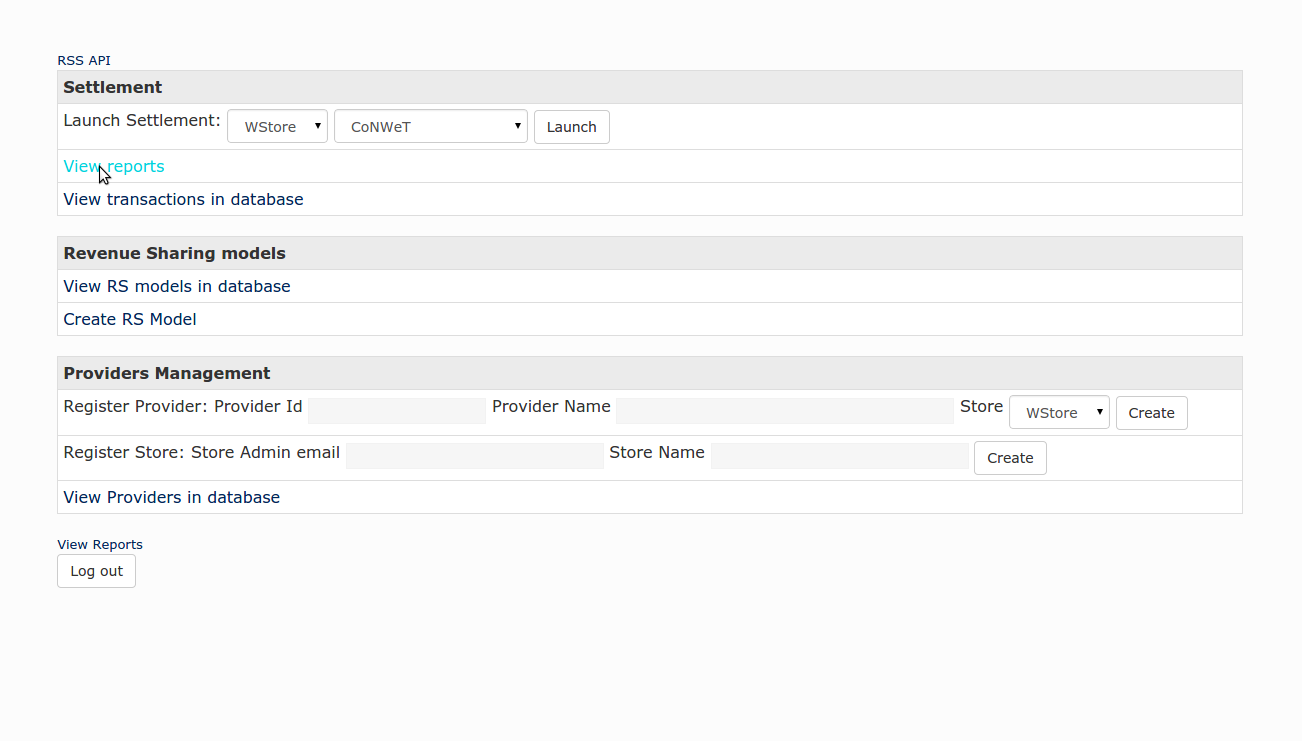 RSS API
Settlement
Launch Settlement: WStore CoNWeT Launch
View reports
View transactions in database
Revenue Sharing models
View RS models in database
Create RS Model
Providers Management
Register Provider: Provider Id Provider Name Store WStore Create
Register Store: Store Admin email Store Name Create
View Providers in database
View Reports
Log out